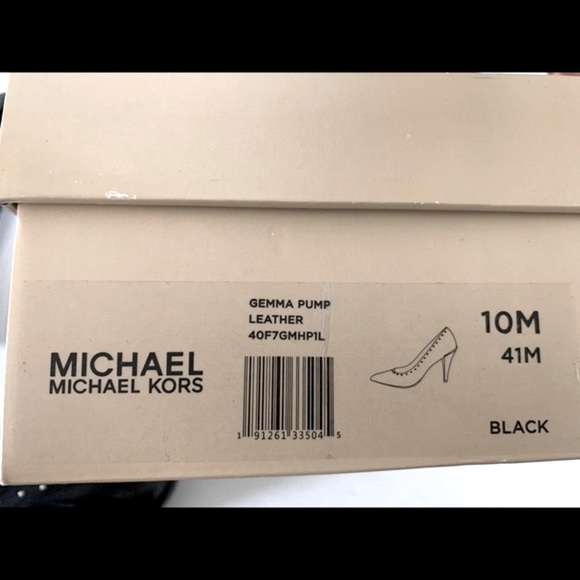 GEMMA PUMP
LEATHER
40F7GMHP1L
MICHAEL
MICHAEL KORS
1 91261 33504 5
10M
41M
BLACK